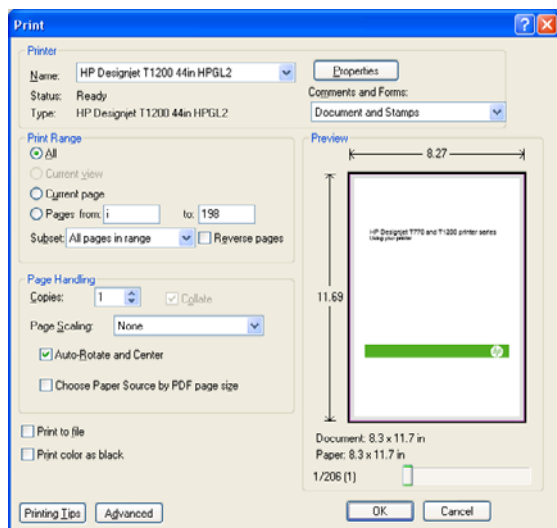 Print
Printer
Name: HP Designjet T1200 44in HPGL2
Properties
Status: Ready
Comments and Forms:
Type: HP Designjet T1200 44in HPGL2
Document and Stamps
Print Range
All
Current view
Current page
Pages from: i to: 198
Subset: All pages in range
Reverse pages
Page Handling
Copies: 1
Collate
Page Scaling: None
Auto-Rotate and Center
Choose Paper Source by PDF page size
Print to file
Print color as black
Printing Tips
Advanced
Preview
8.27
11.69
HP Designjet T770 and T1200 printer series
Using your printer
hp
Document: 8.3 x 11.7 in
Paper: 8.3 x 11.7 in
1/206 (1)
OK
Cancel